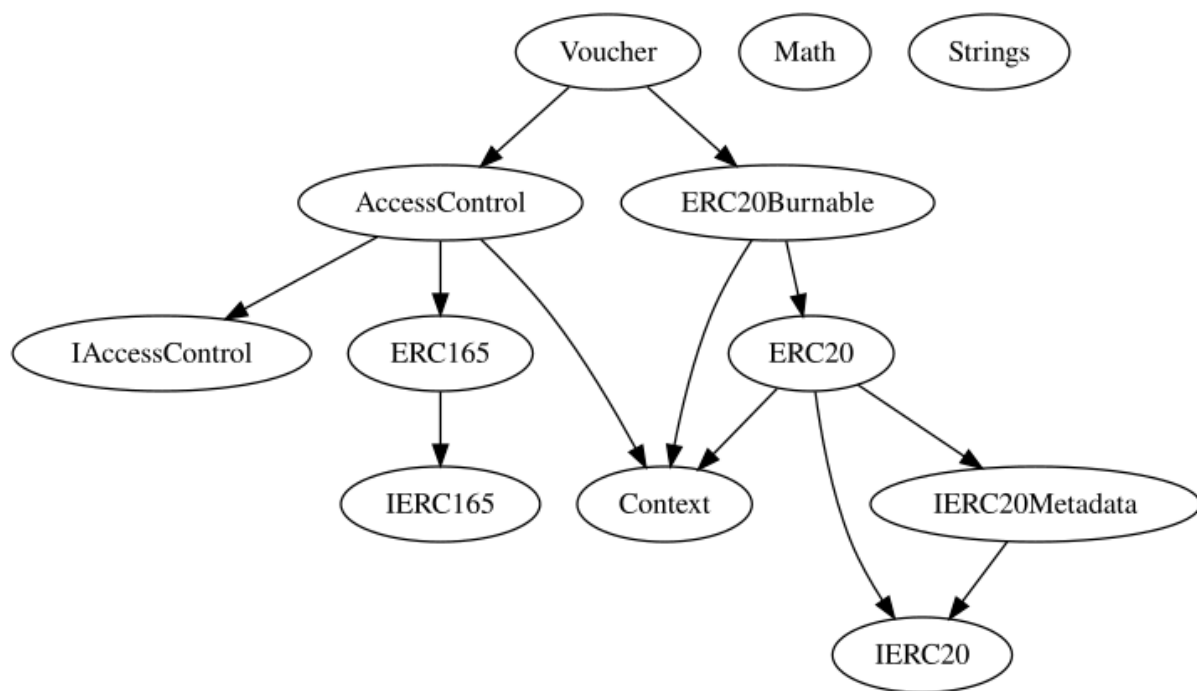 Voucher
Math
Strings
AccessControl
ERC20Burnable
IAccessControl
ERC165
ERC20
IERC165
Context
IERC20Metadata
IERC20